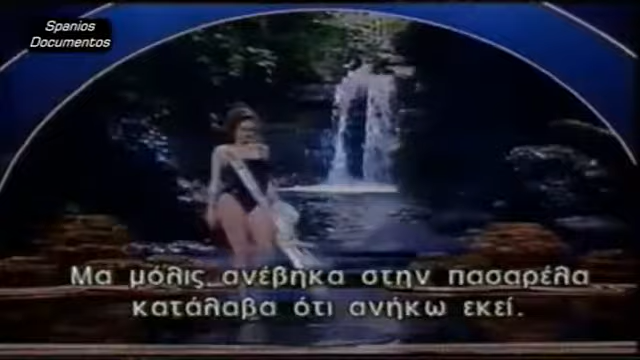 Spanios
Documentos
Μα μόλις ανέβηκα στην πασαρέλα
κατάλαβα ότι ανήκω εκεί.